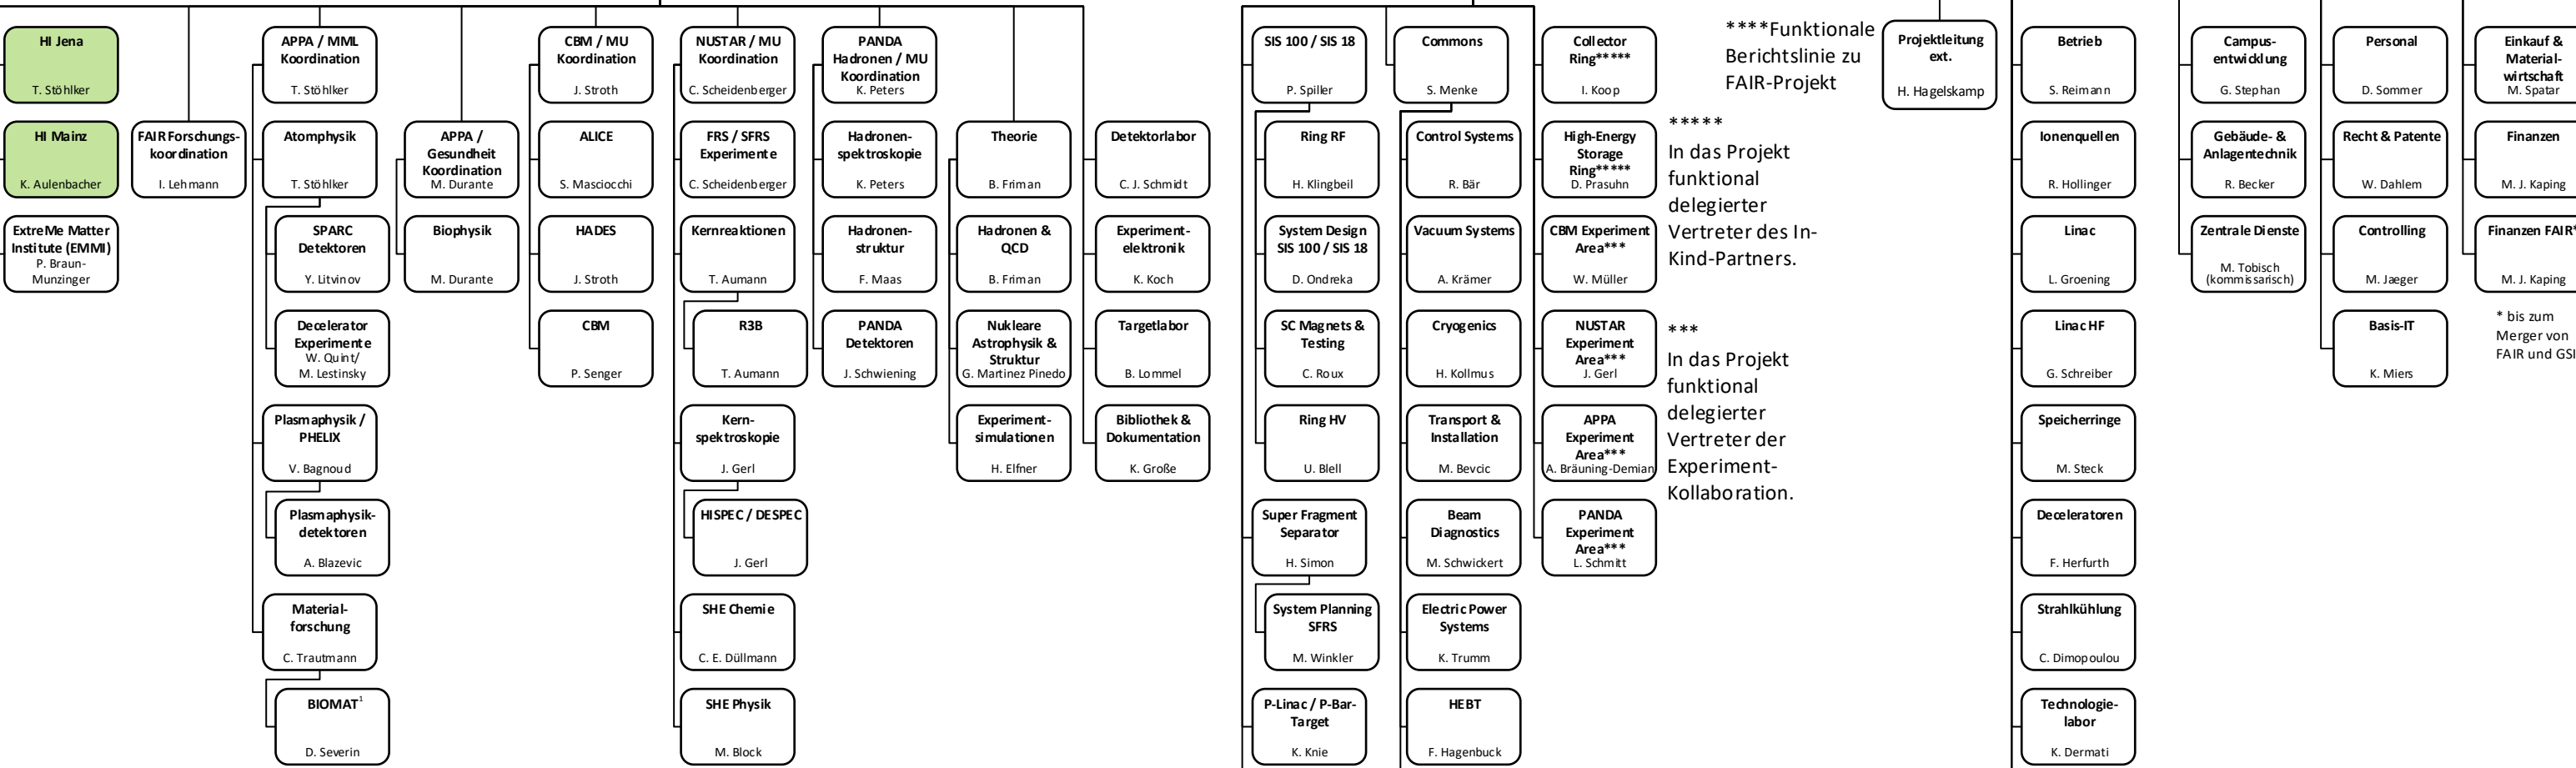 HI Jena
T. Stöhlker
HI Mainz
K. Aulenbacher
ExtreMe Matter
Institute (EMMI)
P. Braun-
Munzinger
FAIR Forschungs-
koordination
I. Lehmann
APPA / MML
Koordination
T. Stöhlker
Atomphysik
T. Stöhlker
SPARC
Detektoren
Y. Litvinov
Decelerator
Experimente
W. Quint/
M. Lestinsky
Plasmaphysik /
PHELIX
V. Bagnoud
Plasmaphysik-
detektoren
A. Blazevic
Material-
forschung
C. Trautmann
BIOMAT¹
D. Severin
APPA /
Gesundheit
Koordination
M. Durante
Biophysik
M. Durante
CBM / MU
Koordination
J. Stroth
ALICE
S. Masciocchi
HADES
J. Stroth
CBM
P. Senger
NUSTAR / MU
Koordination
C. Scheidenberger
FRS / SFRS
Experimente
C. Scheidenberger
Kernreaktionen
T. Aumann
R3B
T. Aumann
Kern-
spektroskopie
J. Gerl
HISPEC / DESPEC
J. Gerl
SHE Chemie
C. E. Düllmann
SHE Physik
M. Block
PANDA
Hadronen / MU
Koordination
K. Peters
Hadronen-
spektroskopie
K. Peters
Hadronen-
struktur
F. Maas
PANDA
Detektoren
J. Schwiening
Theorie
B. Friman
Hadronen &
QCD
B. Friman
Nukleare
Astrophysik &
Struktur
G. Martinez Pinedo
Experiment-
simulationen
H. Elfner
Detektorlabor
C. J. Schmidt
Experiment-
elektronik
K. Koch
Targetlabor
B. Lommel
Bibliothek &
Dokumentation
K. Große
SIS 100 / SIS 18
P. Spiller
Ring RF
H. Klingbeil
System Design
SIS 100 / SIS 18
D. Ondreka
SC Magnets &
Testing
C. Roux
Ring HV
U. Blell
Super Fragment
Separator
H. Simon
System Planning
SFRS
M. Winkler
P-Linac / P-Bar-
Target
K. Knie
Commons
S. Menke
Control Systems
R. Bär
Vacuum Systems
A. Krämer
Cryogenics
H. Kollmus
Transport &
Installation
M. Bevcic
Beam
Diagnostics
M. Schwickert
Electric Power
Systems
K. Trumm
HEBT
F. Hagenbuck
Collector
Ring*****
I. Koop
High-Energy
Storage
Ring*****
D. Prasuhn
CBM Experiment
Area***
W. Müller
NUSTAR
Experiment
Area***
J. Gerl
APPA
Experiment
Area***
A. Bräuning-Demian
PANDA
Experiment
Area***
L. Schmitt
****Funktionale
Berichtslinie zu
FAIR-Projekt
*****
In das Projekt
funktional
delegierter
Vertreter des In-
Kind-Partners.
***
In das Projekt
funktional
delegierter
Vertreter der
Experiment-
Kollaboration.
Projektleitung
ext.
H. Hagelskamp
Betrieb
S. Reimann
Ionenquellen
R. Hollinger
Linac
L. Groening
Linac HF
G. Schreiber
Speicherringe
M. Steck
Deceleratoren
F. Herfurth
Strahlkühlung
C. Dimopoulou
Technologie-
labor
K. Dermati
Campus-
entwicklung
G. Stephan
Gebäude- &
Anlagentechnik
R. Becker
Zentrale Dienste
M. Tobisch
(kommissarisch)
Personal
D. Sommer
Recht & Patente
W. Dahlem
Controlling
M. Jaeger
Basis-IT
K. Miers
Einkauf &
Material-
wirtschaft
M. Spatar
Finanzen
M. J. Kaping
Finanzen FAIR*
M. J. Kaping
* bis zum
Merger von
FAIR und GSI